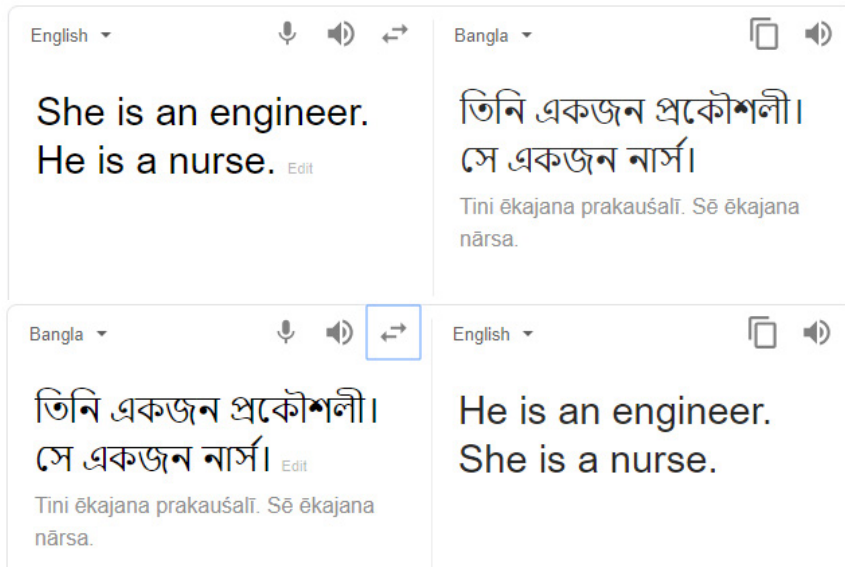 English
Bangla
She is an engineer.
He is a nurse. Edit
তিনি একজন প্রকৌশলী।
সে একজন নার্স।
Tini ēkajana prakauśalī. Sē ēkajana
nārsa.
Bangla
English
তিনি একজন প্রকৌশলী।
সে একজন নার্স। Edit
Tini ēkajana prakauśalī. Sē ēkajana
nārsa.
He is an engineer.
She is a nurse.